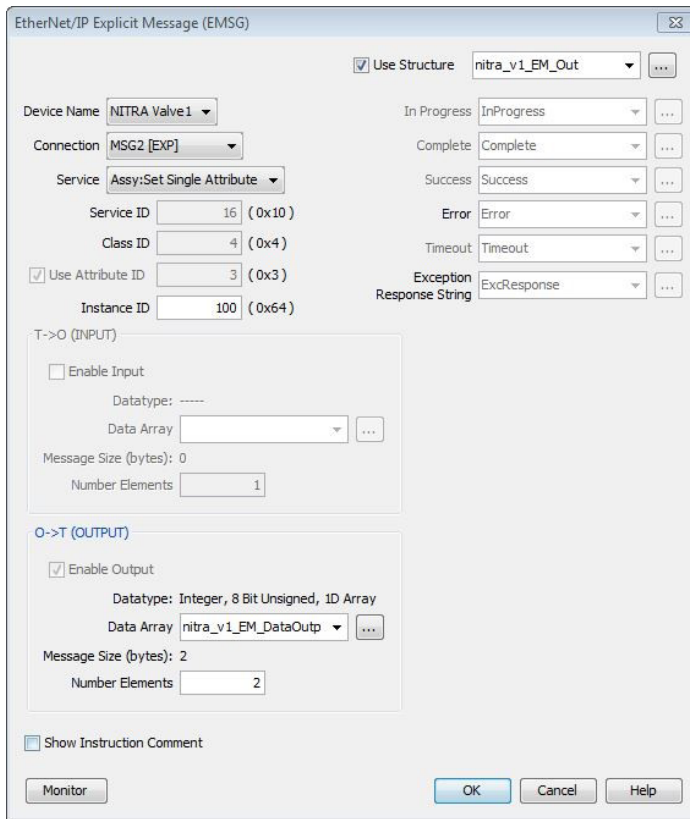 EtherNet/IP Explicit Message (EMSG)
Use Structure nitra_v1_EM_Out ...
Device Name NITRA Valve1
Connection MSG2 [EXP]
Service Assy:Set Single Attribute
Service ID 16 (0x10)
Class ID 4 (0x4)
Use Attribute ID 3 (0x3)
Instance ID 100 (0x64)
In Progress InProgress ...
Complete Complete ...
Success Success ...
Error Error ...
Timeout Timeout ...
Exception
Response String ExcResponse ...
T->O (INPUT)
Enable Input
Datatype: -----
Data Array ...
Message Size (bytes): 0
Number Elements 1
O->T (OUTPUT)
Enable Output
Datatype: Integer, 8 Bit Unsigned, 1D Array
Data Array nitra_v1_EM_DataOutp ...
Message Size (bytes): 2
Number Elements 2
Show Instruction Comment
Monitor OK Cancel Help